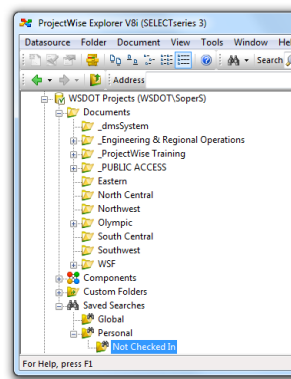 ProjectWise Explorer V8i (SELECTseries 3)
Datasource Folder Document View Tools Window
Address
Search
WSDOT Projects (WSDOT\SoperS)
Documents
_dmsSystem
_Engineering & Regional Operations
_ProjectWise Training
_PUBLIC ACCESS
Eastern
North Central
Northwest
Olympic
South Central
Southwest
WSF
Components
Custom Folders
Saved Searches
Global
Personal
Not Checked In
For Help, press F1